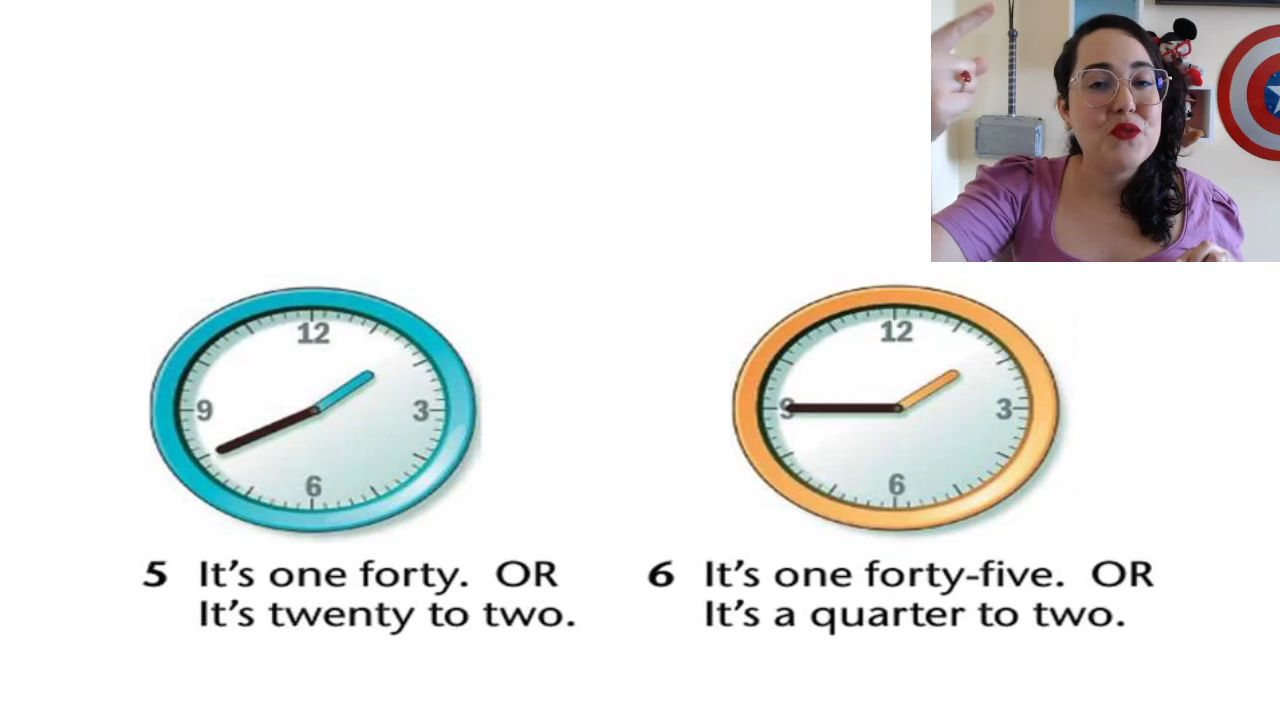 12
9
3
6
5 It's one forty. OR
It's twenty to two.
12
9
3
6
6 It's one forty-five. OR
It's a quarter to two.